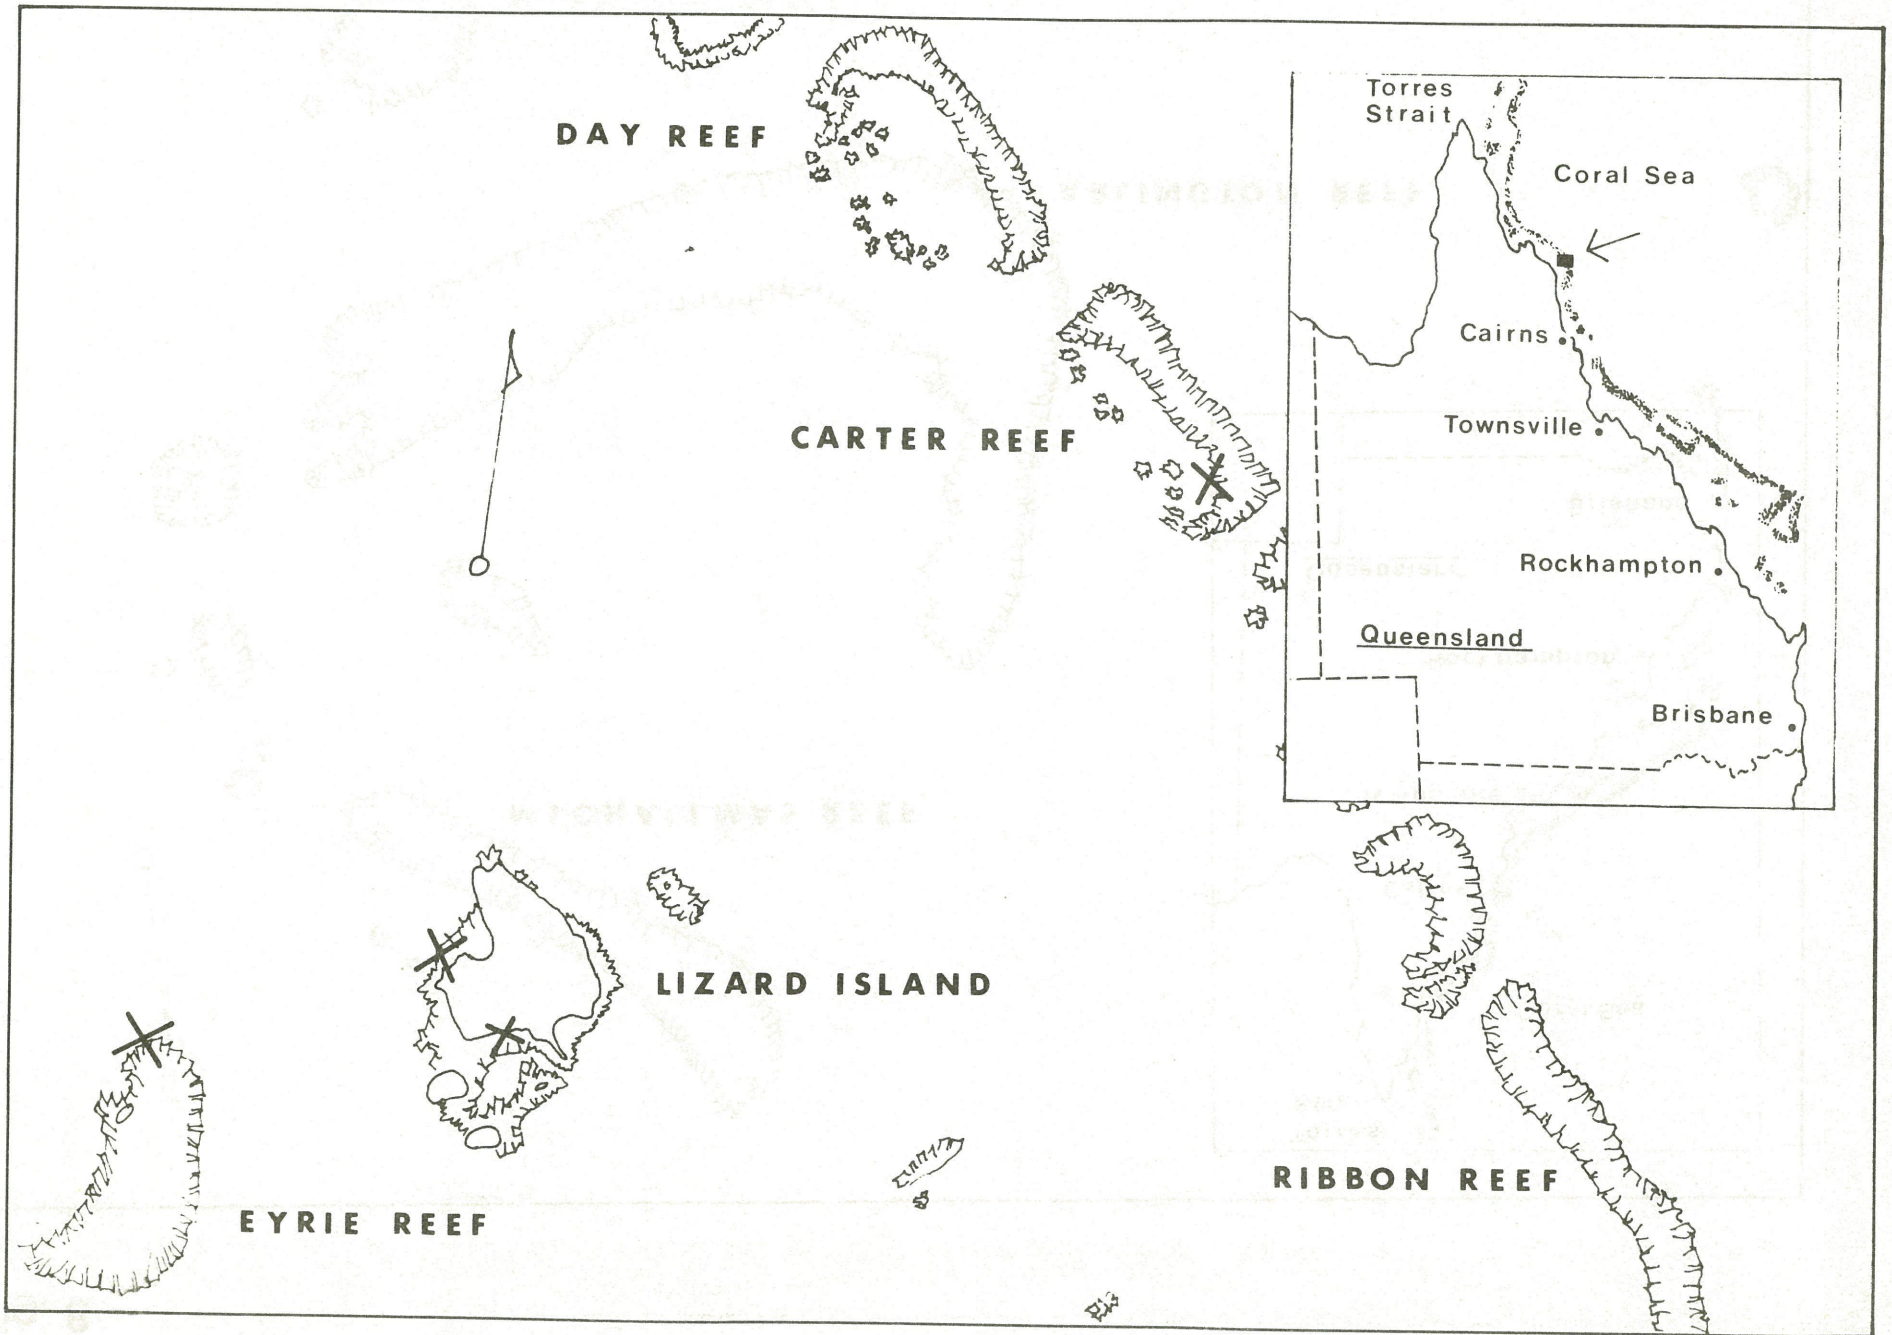 DAY REEF
CARTER REEF
LIZARD ISLAND
EYRIE REEF
RIBBON REEF
Torres
Strait
Coral Sea
Cairns
Townsville
Rockhampton
Queensland
Brisbane